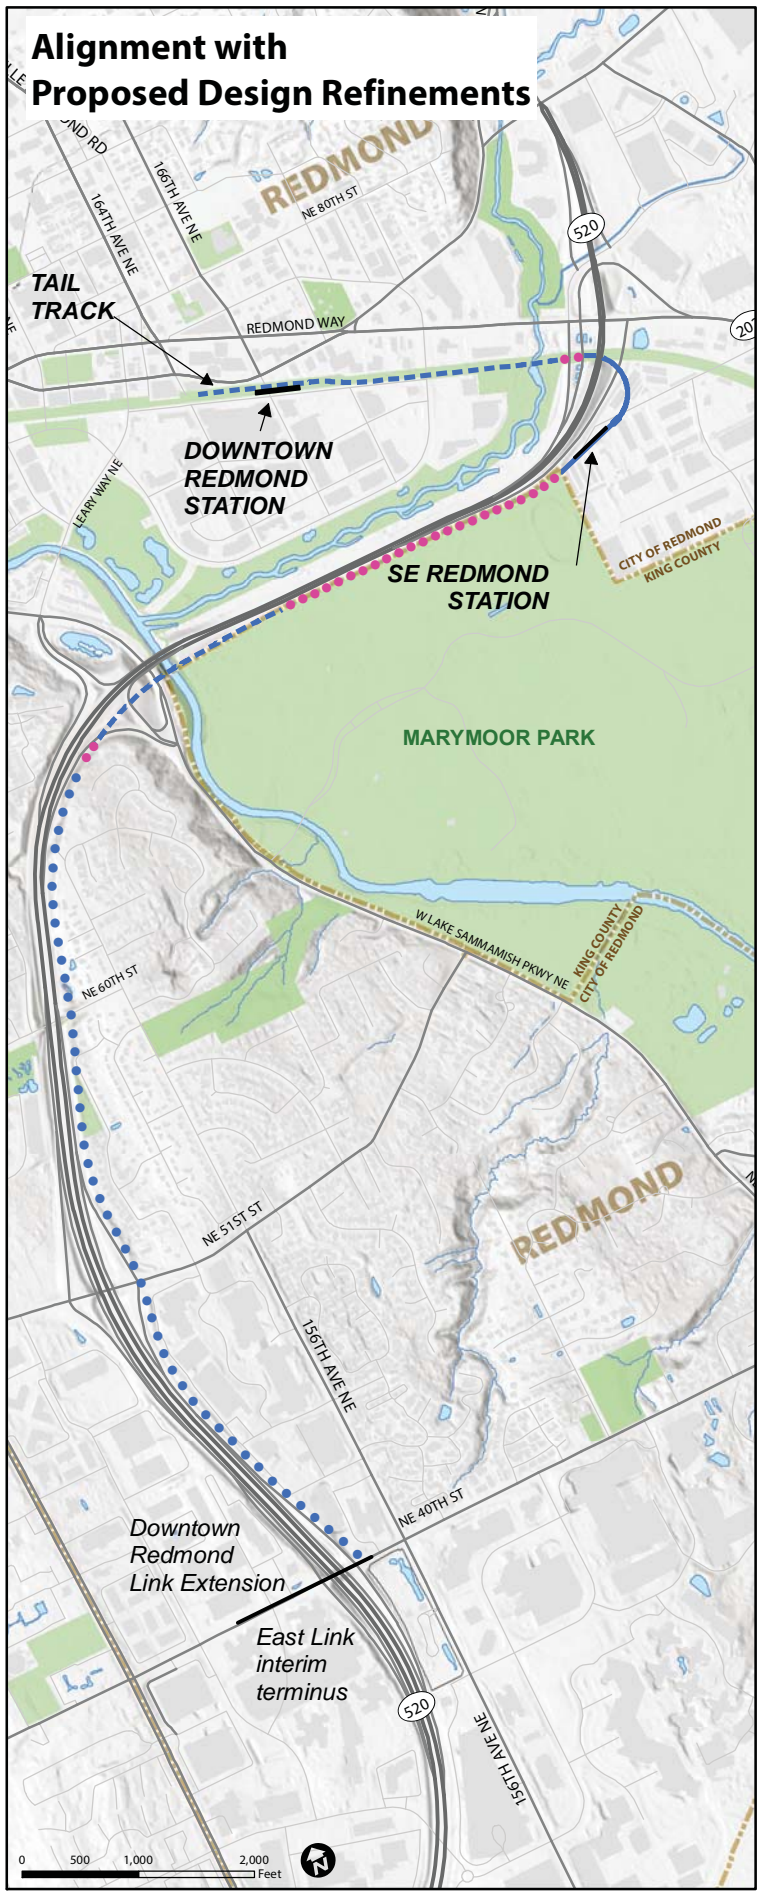 Alignment with
Proposed Design Refinements
OND RD
REDMOND
166TH AVE NE
164TH AVE NE
NE 80TH ST
520
TAIL
TRACK
REDMOND WAY
202
NE
DOWNTOWN
REDMOND
STATION
LEARY WAY NE
CITY OF REDMOND
KING COUNTY
SE REDMOND
STATION
MARYMOOR PARK
W LAKE SAMMAMISH PKWY NE
KING COUNTY
CITY OF REDMOND
NE 60TH ST
REDMOND
NE 51ST ST
156TH AVE NE
NE 40TH ST
Downtown
Redmond
Link Extension
East Link
interim
terminus
520
156TH AVE NE
0 500 1,000 2,000
Feet
N